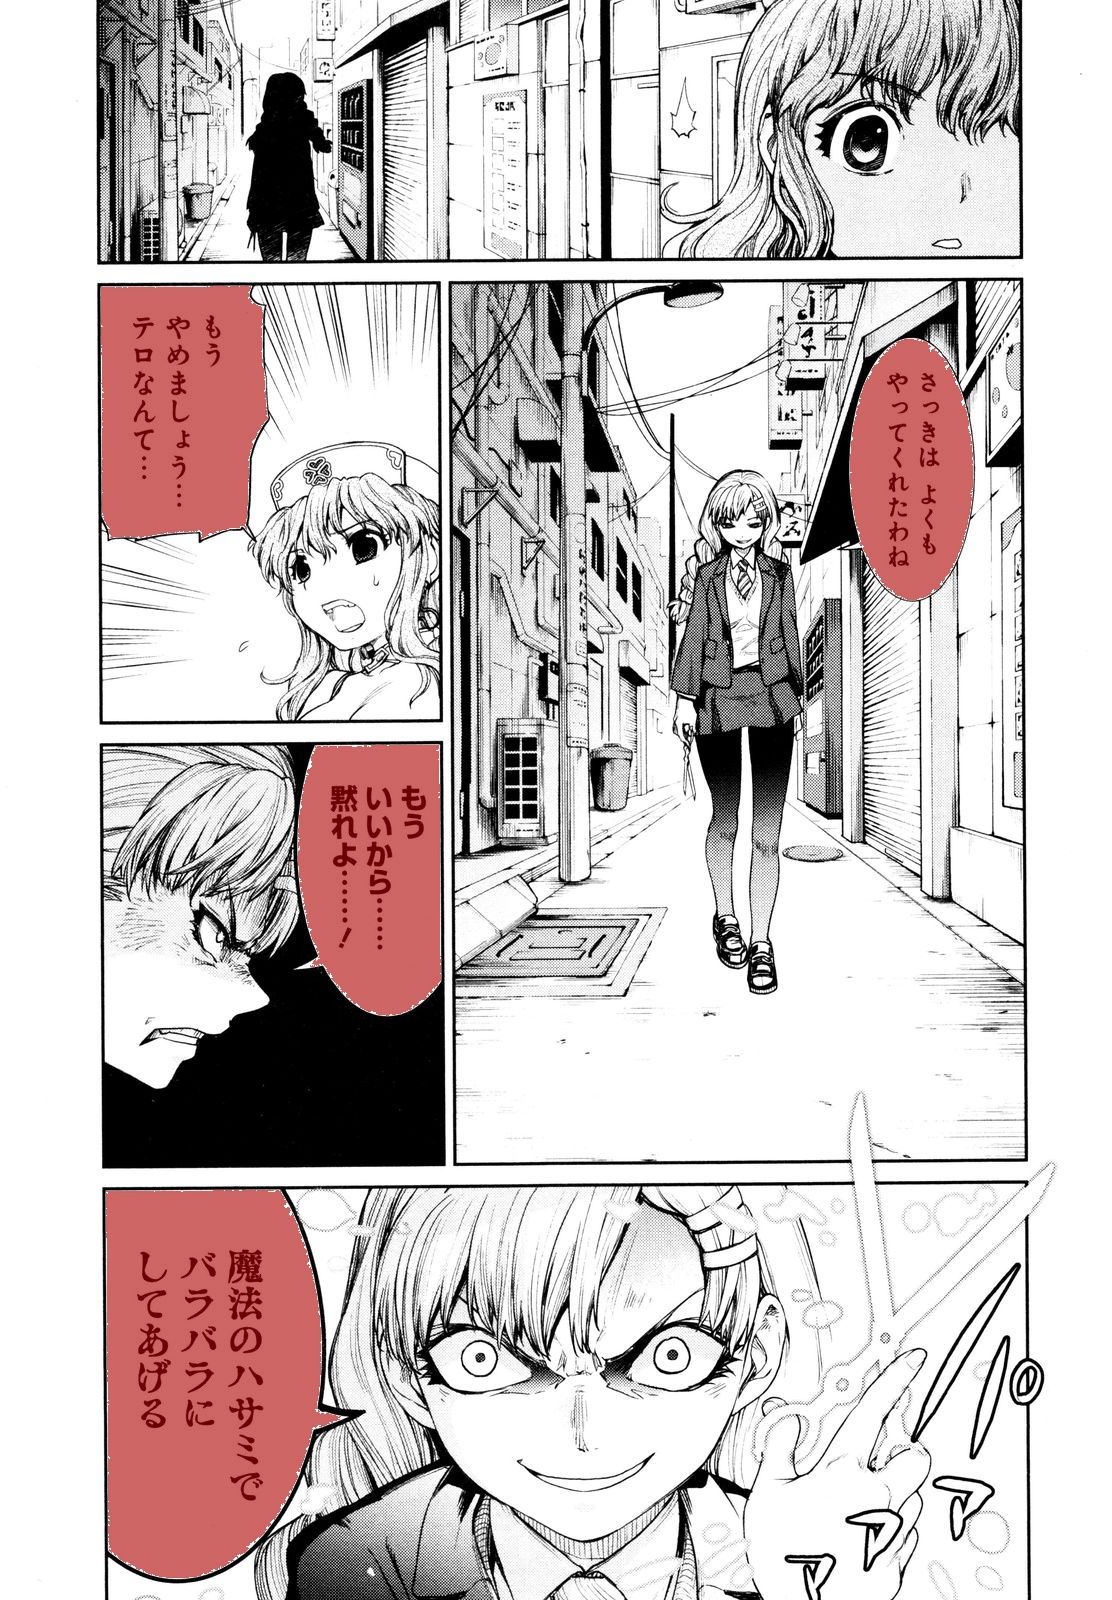 さっきは よくも
やってくれたわね
もう
やめましょう…
テロなんて…
もう
いいから……
黙れよ……！
魔法のハサミで
バラバラに
してあげる
パァァァ